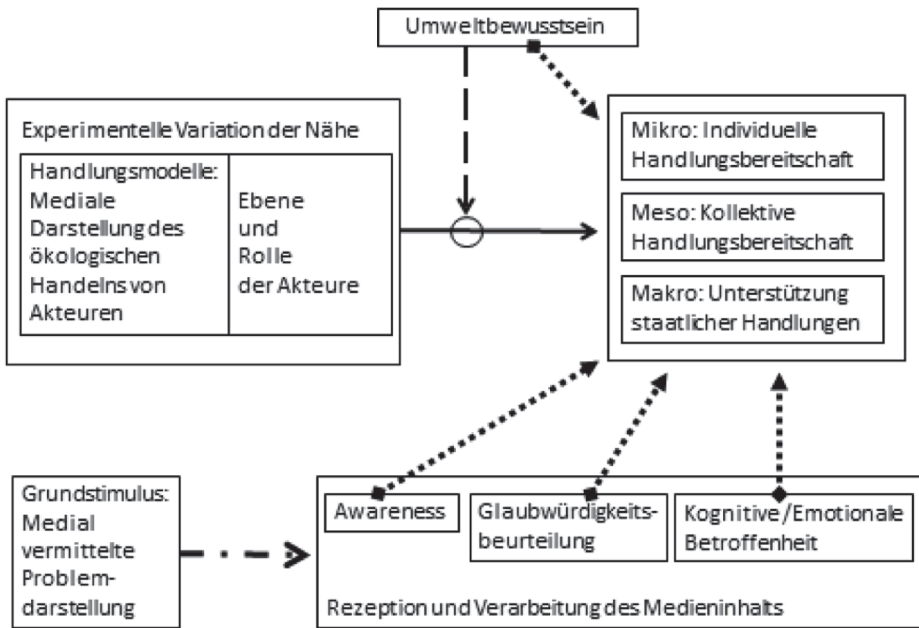 Umweltbewusstsein
Experimentelle Variation der Nähe
Handlungsmodelle:
Mediale
Darstellung des
ökologischen
Handelns von
Akteuren
Ebene
und
Rolle
der Akteure
Mikro: Individuelle
Handlungsbereitschaft
Meso: Kollektive
Handlungsbereitschaft
Makro: Unterstützung
staatlicher Handlungen
Grundstimulus:
Medial
vermittelte
Problem-
darstellung
Awareness
Glaubwürdigkeits-
beurteilung
Kognitive/Emotionale
Betroffenheit
Rezeption und Verarbeitung des Medieninhalts